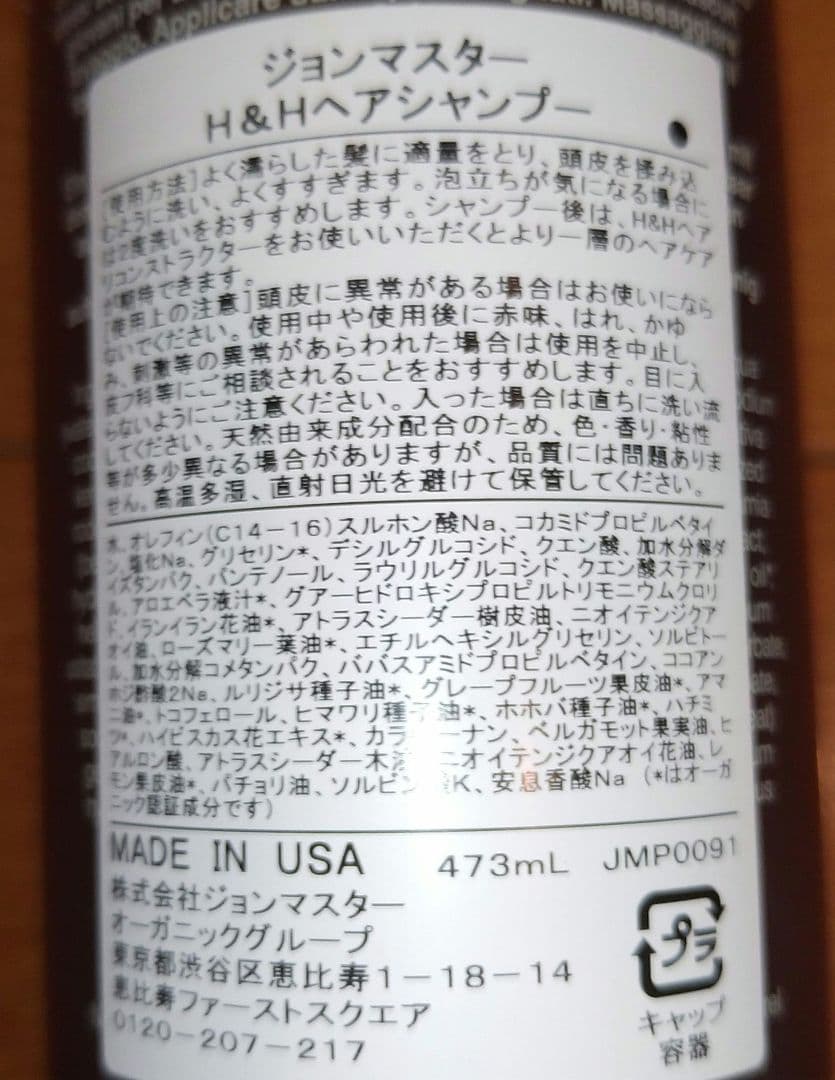 Applicare
Massaggiare
ジョンマスター
H&Hヘアシャンプー
[使用方法]よく濡らした髪に適量をとり、頭皮を揉み込
むように洗い、よくすすぎます。泡立ちが気になる場合に
は2度洗いをおすすめします。シャンプー後は、H&Hヘア
リコンストラクターをお使いいただくとより一層のヘアケア
が期待できます。
[使用上の注意]頭皮に異常がある場合はお使いになら
ないでください。使用中や使用後に赤味、はれ、かゆ
み、刺激等の異常があらわれた場合は使用を中止し、
皮フ科等にご相談されることをおすすめします。目に入
らないようにご注意ください。入った場合は直ちに洗い流
してください。天然由来成分配合のため、色・香り・粘性
等が多少異なる場合がありますが、品質には問題ありま
せん。高温多湿、直射日光を避けて保管してください。
水、オレフィン(C14-16)スルホン酸Na、コカミドプロピルベタイ
ン、塩化Na、グリセリン*、デシルグルコシド、クエン酸、加水分解ダ
イズタンパク、パンテノール、ラウリルグルコシド、クエン酸ステアリ
ル、アロエベラ液汁*、グアーヒドロキシプロピルトリモニウムクロリ
ド、イランイラン花油*、アトラスシーダー樹皮油、ニオイテンジクア
オイ油、ローズマリー葉油*、エチルヘキシルグリセリン、ソルビトー
ル、加水分解コメタンパク、ババスアミドプロピルベタイン、ココアン
ホジ酢酸2Na、ルリジサ種子油*、グレープフルーツ果皮油*、アマ
ニ油*、トコフェロール、ヒマワリ種子油*、ホホバ種子油*、ハチミ
ツ*、ハイビスカス花エキス*、カラ ーナン、ベルガモット果実油、ヒ
アルロン酸、アトラスシーダー木 ニオイテンジクアオイ花油、レ
モン果皮油*、パチョリ油、ソルビン酸K、安息香酸Na (*はオーガ
ニック認証成分です)
MADE IN USA 473mL JMP0091
株式会社ジョンマスター
オーガニックグループ
東京都渋谷区恵比寿1-18-14
恵比寿ファーストスクエア
0120-207-217
プラ
キャップ
容器